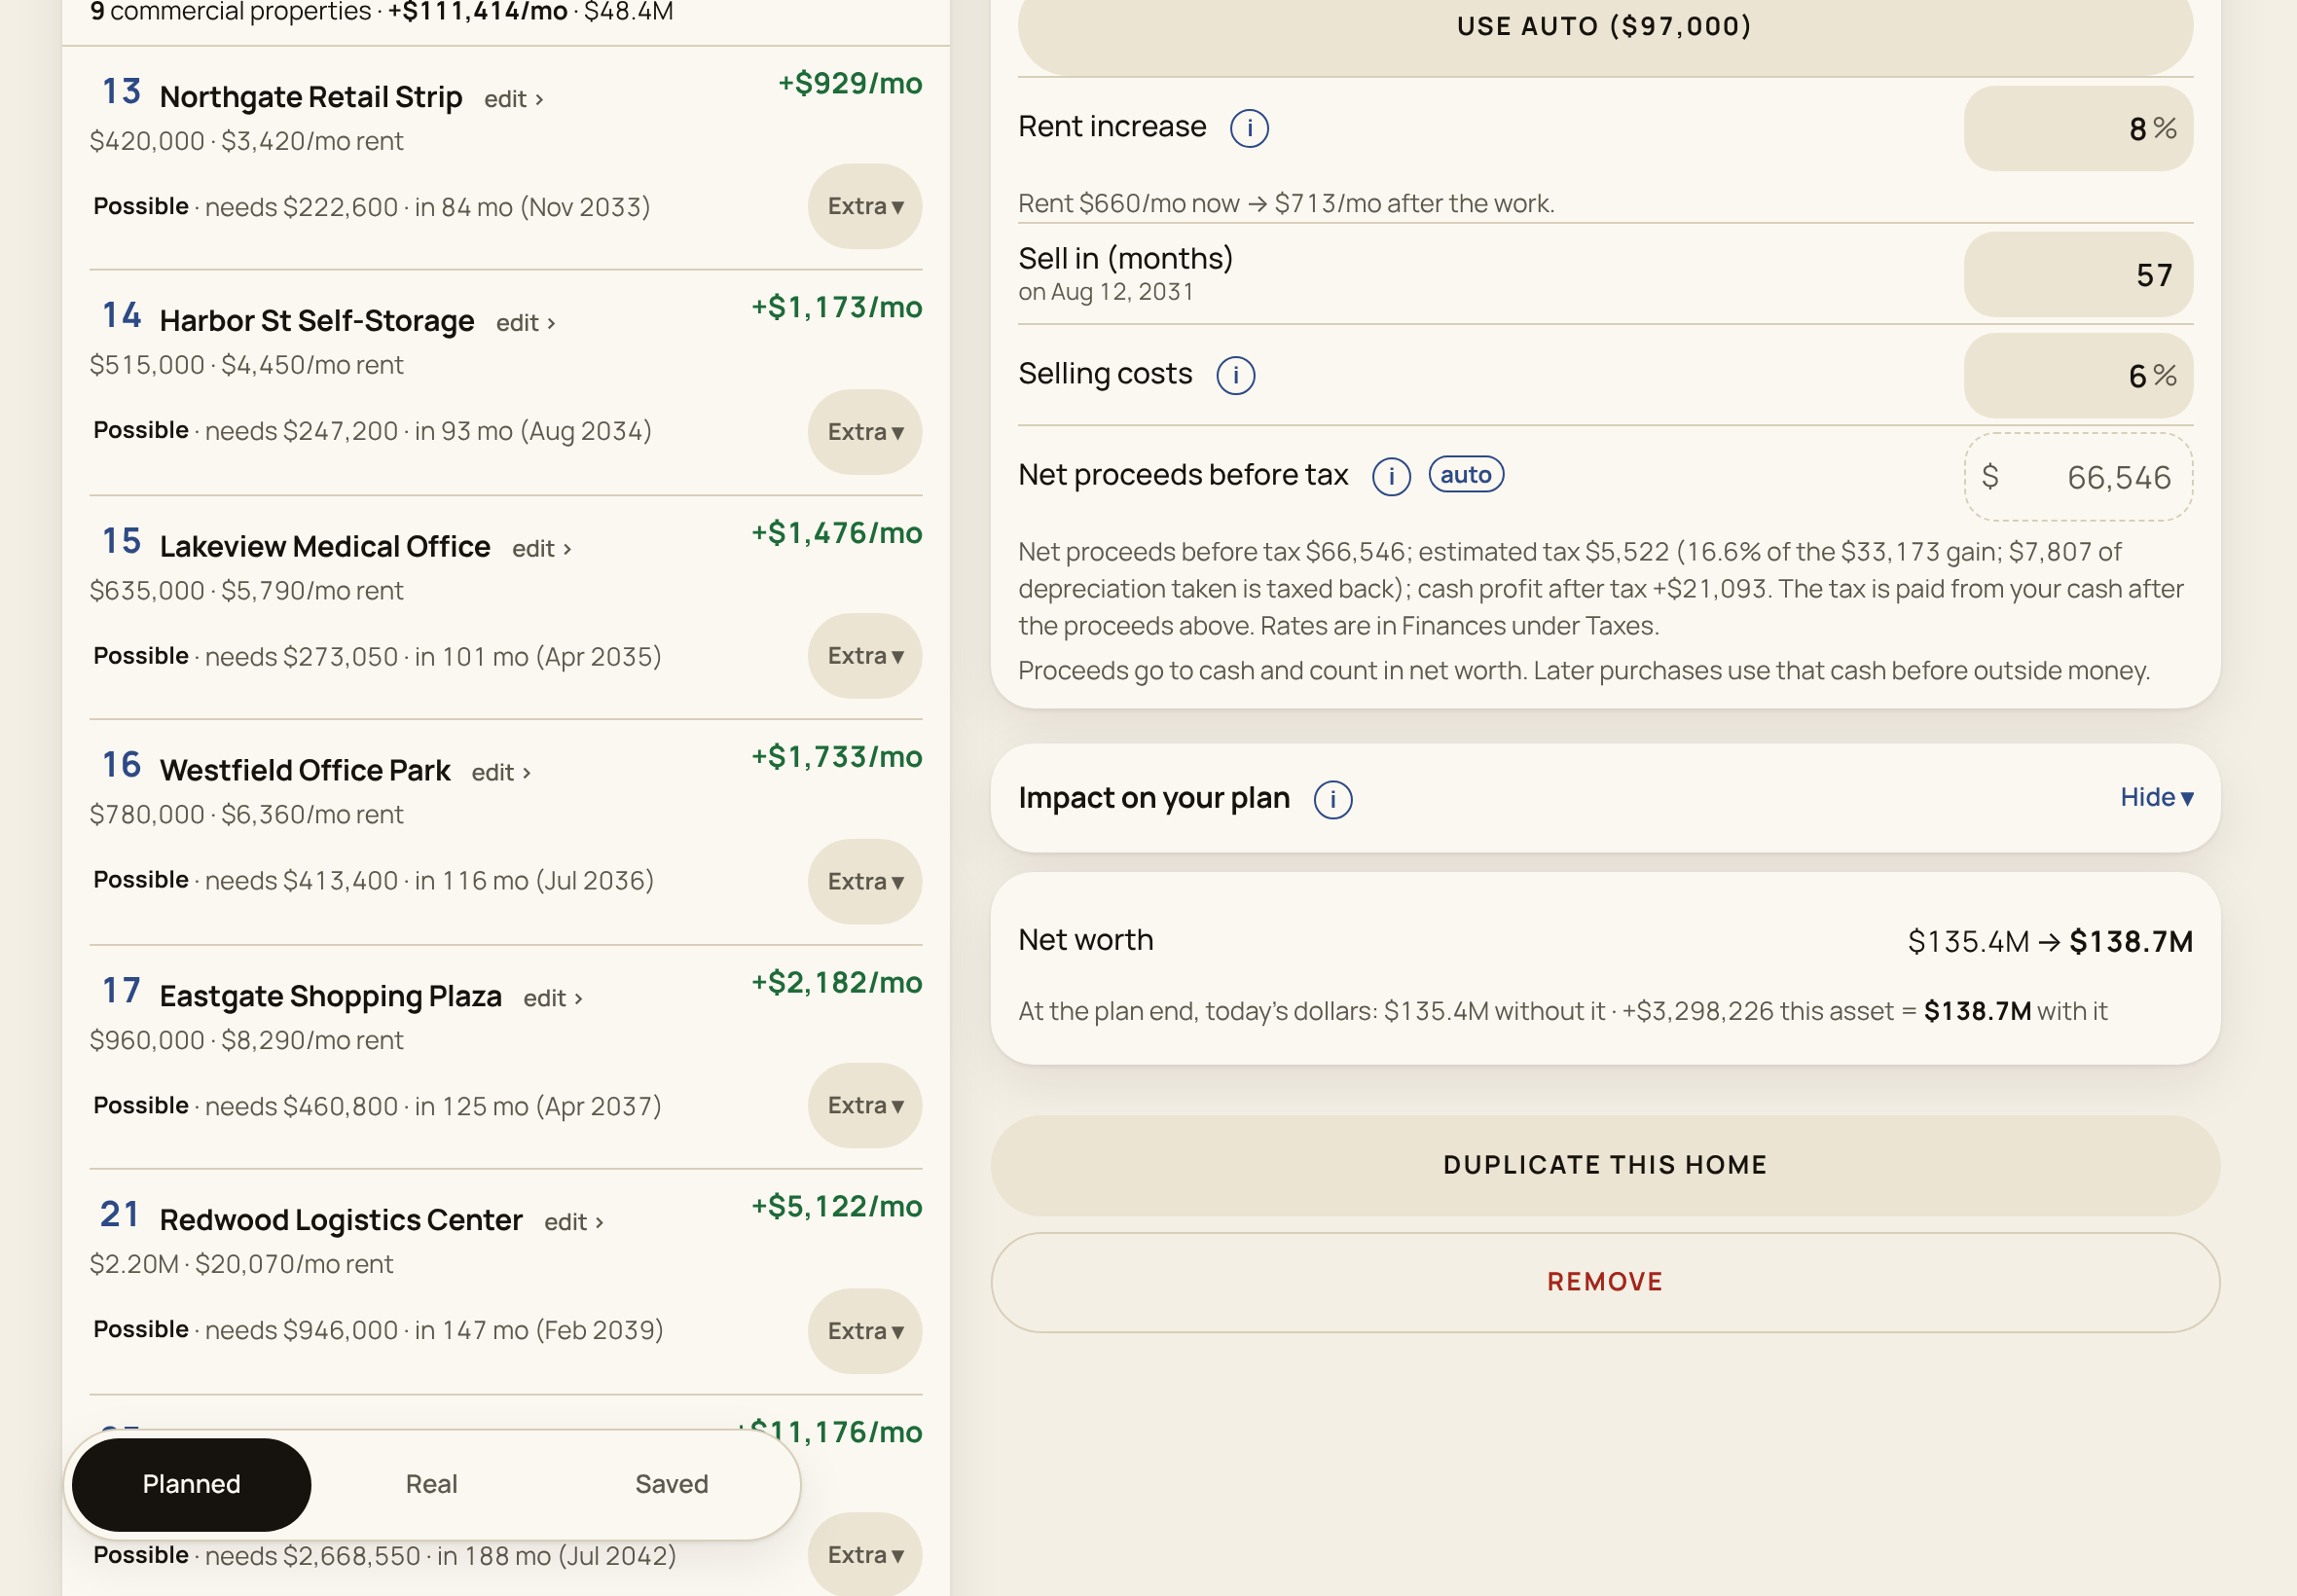 9 commercial properties · +$111,414/mo · $48.4M
13 Northgate Retail Strip edit › +$929/mo
$420,000 · $3,420/mo rent
Possible · needs $222,600 · in 84 mo (Nov 2033) Extra ▾
14 Harbor St Self-Storage edit › +$1,173/mo
$515,000 · $4,450/mo rent
Possible · needs $247,200 · in 93 mo (Aug 2034) Extra ▾
15 Lakeview Medical Office edit › +$1,476/mo
$635,000 · $5,790/mo rent
Possible · needs $273,050 · in 101 mo (Apr 2035) Extra ▾
16 Westfield Office Park edit › +$1,733/mo
$780,000 · $6,360/mo rent
Possible · needs $413,400 · in 116 mo (Jul 2036) Extra ▾
17 Eastgate Shopping Plaza edit › +$2,182/mo
$960,000 · $8,290/mo rent
Possible · needs $460,800 · in 125 mo (Apr 2037) Extra ▾
21 Redwood Logistics Center edit › +$5,122/mo
$2.20M · $20,070/mo rent
Possible · needs $946,000 · in 147 mo (Feb 2039) Extra ▾
$11,176/mo
Planned Real Saved
Possible · needs $2,668,550 · in 188 mo (Jul 2042) Extra ▾
USE AUTO ($97,000)
Rent increase i 8 %
Rent $660/mo now → $713/mo after the work.
Sell in (months) 57
on Aug 12, 2031
Selling costs i 6 %
Net proceeds before tax i auto $ 66,546
Net proceeds before tax $66,546; estimated tax $5,522 (16.6% of the $33,173 gain; $7,807 of
depreciation taken is taxed back); cash profit after tax +$21,093. The tax is paid from your cash after
the proceeds above. Rates are in Finances under Taxes.
Proceeds go to cash and count in net worth. Later purchases use that cash before outside money.
Impact on your plan i Hide ▾
Net worth $135.4M → $138.7M
At the plan end, today's dollars: $135.4M without it · +$3,298,226 this asset = $138.7M with it
DUPLICATE THIS HOME
REMOVE